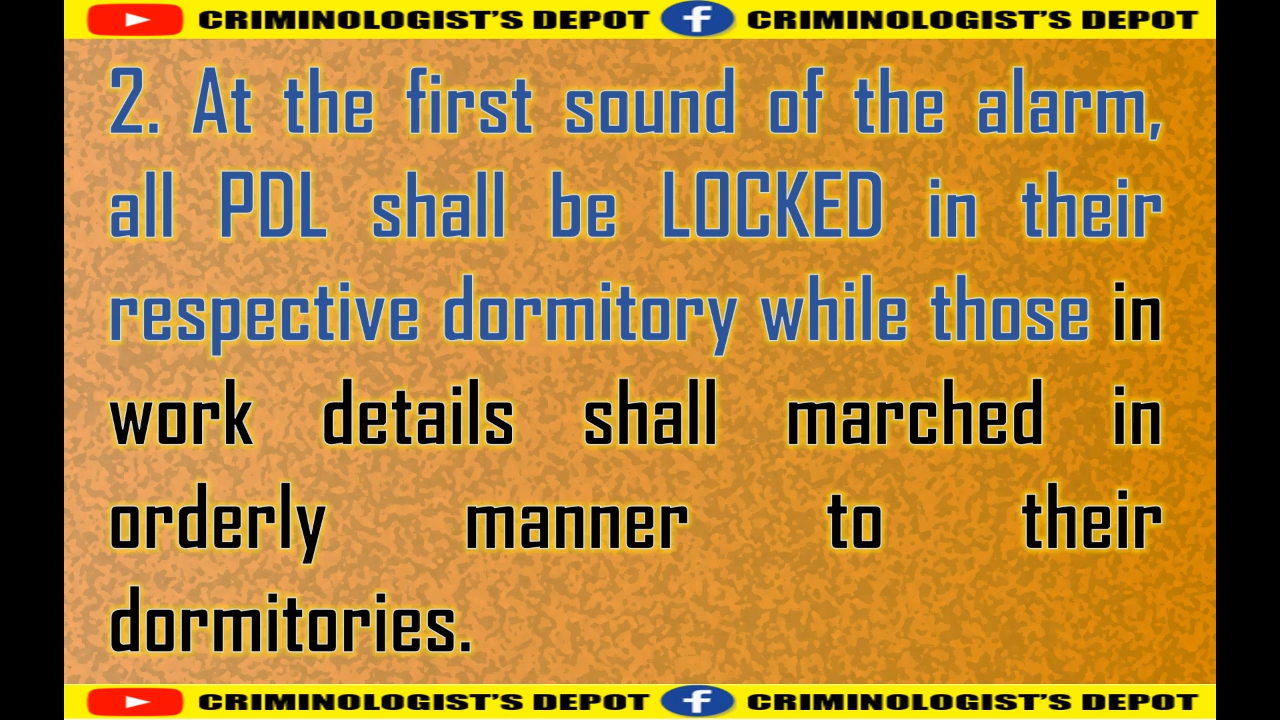 CRIMINOLOGIST'S DEPOT f CRIMINOLOGIST'S DEPOT
2. At the first sound of the alarm,
all PDL shall be LOCKED in their
respective dormitory while those in
work details shall marched in
orderly manner to their
dormitories.
CRIMINOLOGIST'S DEPOT f CRIMINOLOGIST'S DEPOT